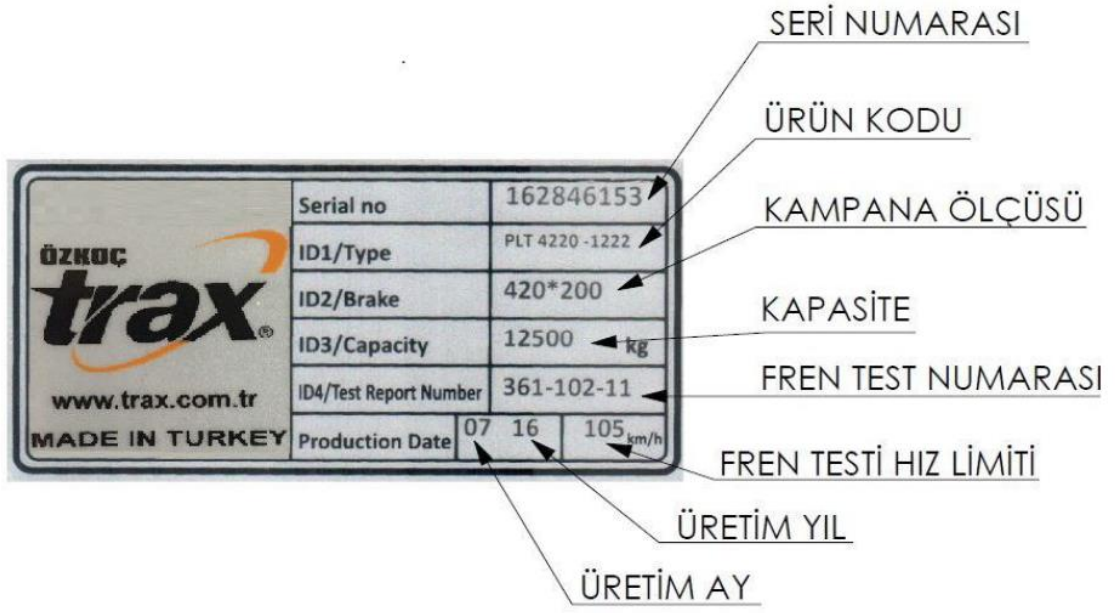 SERİ NUMARASI
ÜRÜN KODU
KAMPANA ÖLÇÜSÜ
KAPASİTE
FREN TEST NUMARASI
FREN TESTİ HIZ LİMİTİ
ÜRETİM YIL
ÜRETİM AY
ÖZKOÇ
trax®
www.trax.com.tr
MADE IN TURKEY
Serial no 162846153
ID1/Type PLT 4220 -1222
ID2/Brake 420*200
ID3/Capacity 12500 kg
ID4/Test Report Number 361-102-11
Production Date 07 16 105 km/h